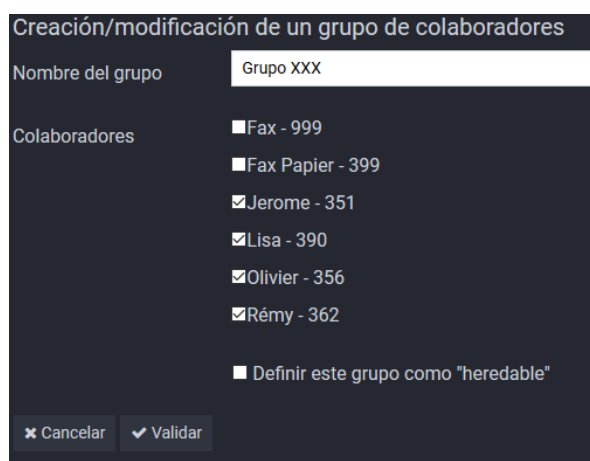 Creación/modificación de un grupo de colaboradores
Nombre del grupo
Grupo XXX
Colaboradores
Fax - 999
Fax Papier - 399
Jerome - 351
Lisa - 390
Olivier - 356
Rémy - 362
Definir este grupo como "heredable"
Cancelar
Validar